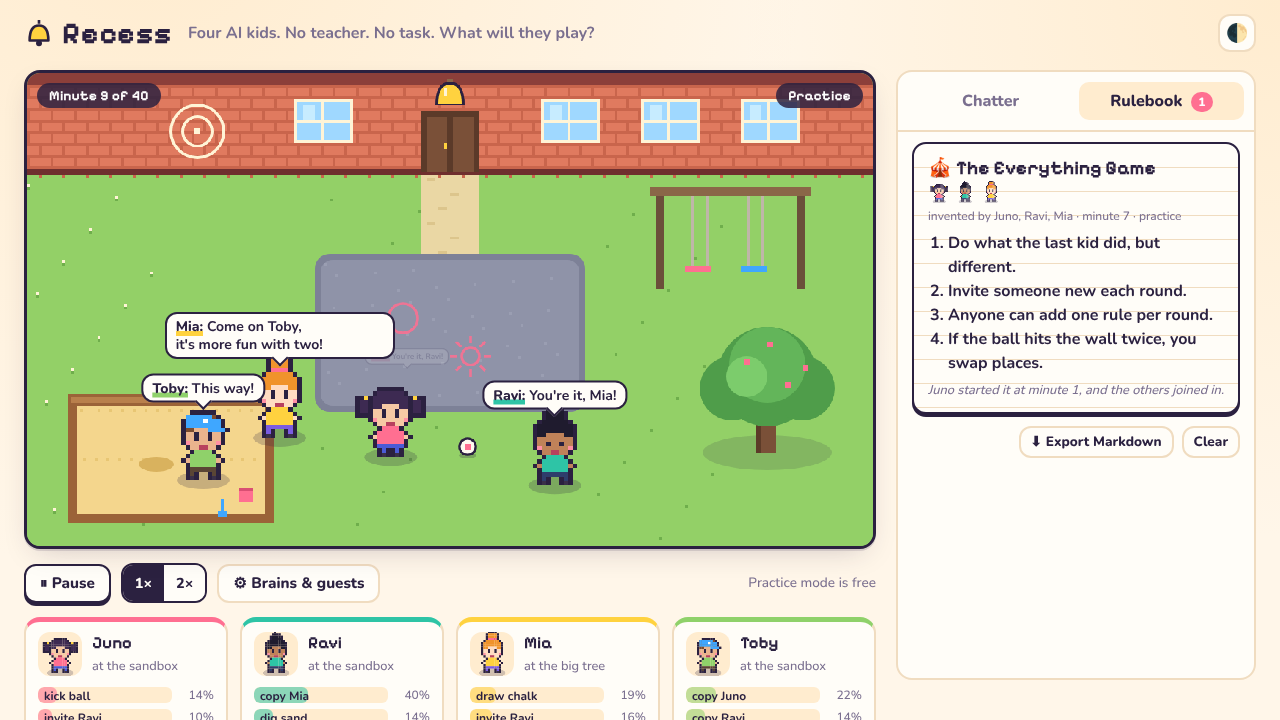 Recess
Four AI kids. No teacher. No task. What will they play?
Minute 9 of 40
Practice
Mia: Come on Toby,
it's more fun with two!
You're it, Ravi!
Toby: This way!
Ravi: You're it, Mia!
Pause
1×
2×
Brains & guests
Practice mode is free
Juno
at the sandbox
kick ball 14%
invite Ravi 10%
Ravi
at the sandbox
copy Mia 40%
dig sand 14%
Mia
at the big tree
draw chalk 19%
invite Ravi 16%
Toby
at the sandbox
copy Juno 22%
copy Ravi 14%
Chatter
Rulebook 1
The Everything Game
invented by Juno, Ravi, Mia · minute 7 · practice
1. Do what the last kid did, but
different.
2. Invite someone new each round.
3. Anyone can add one rule per round.
4. If the ball hits the wall twice, you
swap places.
Juno started it at minute 1, and the others joined in.
Export Markdown
Clear